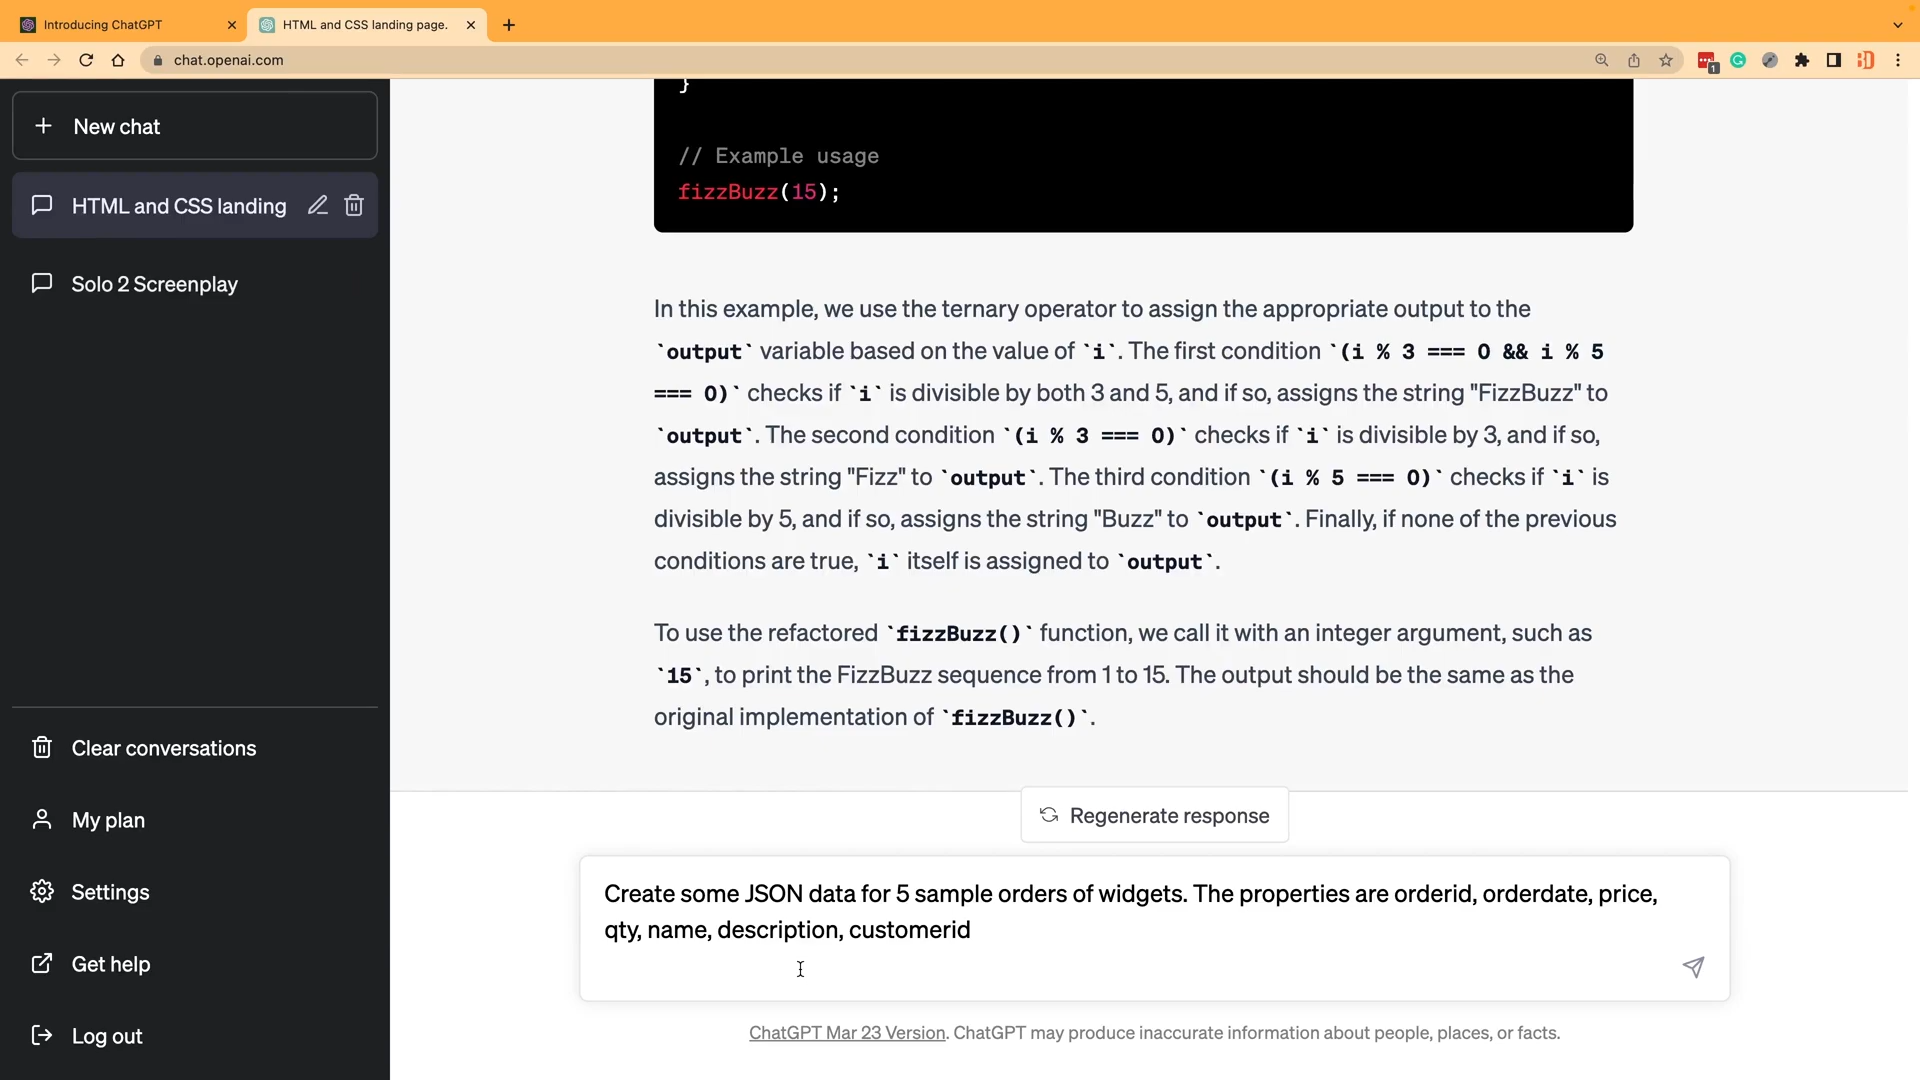 Introducing ChatGPT
HTML and CSS landing page.
chat.openai.com
1
New chat
HTML and CSS landing
Solo 2 Screenplay
Clear conversations
My plan
Settings
Get help
Log out
}
// Example usage
fizzBuzz(15);
In this example, we use the ternary operator to assign the appropriate output to the
`output` variable based on the value of `i`. The first condition `(i % 3 === 0 && i % 5
=== 0)` checks if `i` is divisible by both 3 and 5, and if so, assigns the string "FizzBuzz" to
`output`. The second condition `(i % 3 === 0)` checks if `i` is divisible by 3, and if so,
assigns the string "Fizz" to `output`. The third condition `(i % 5 === 0)` checks if `i` is
divisible by 5, and if so, assigns the string "Buzz" to `output`. Finally, if none of the previous
conditions are true, `i` itself is assigned to `output`.
To use the refactored `fizzBuzz()` function, we call it with an integer argument, such as
`15`, to print the FizzBuzz sequence from 1 to 15. The output should be the same as the
original implementation of `fizzBuzz()`.
Regenerate response
Create some JSON data for 5 sample orders of widgets. The properties are orderid, orderdate, price,
qty, name, description, customerid
ChatGPT Mar 23 Version. ChatGPT may produce inaccurate information about people, places, or facts.